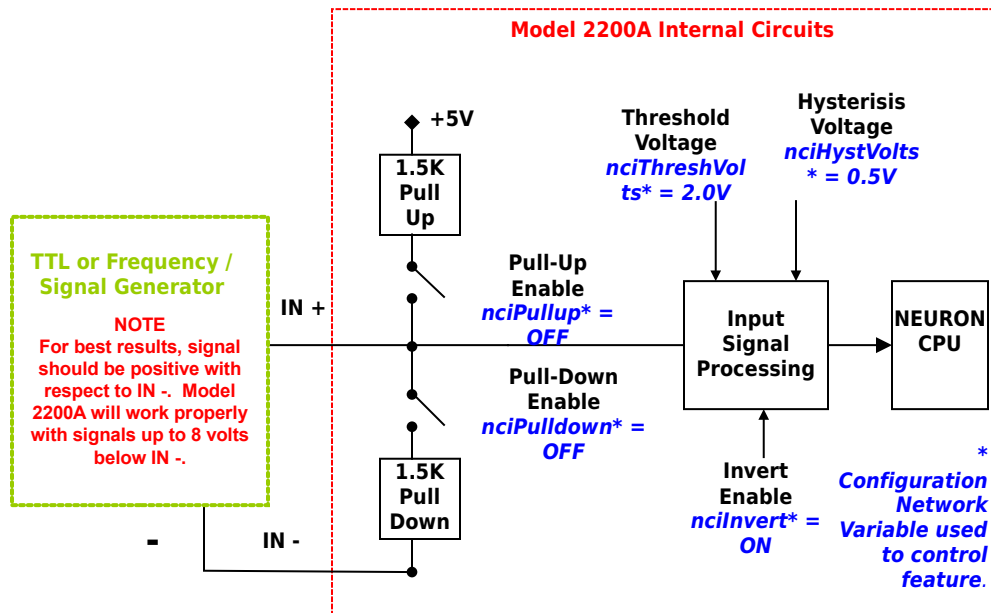 Model 2200A Internal Circuits
+5V
1.5K
Pull
Up
Threshold
Voltage
nciThreshVol
ts* = 2.0V
Hysterisis
Voltage
nciHystVolts
* = 0.5V
TTL or Frequency /
Signal Generator
NOTE
For best results, signal
should be positive with
respect to IN -. Model
2200A will work properly
with signals up to 8 volts
below IN -.
IN +
Pull-Up
Enable
nciPullup* =
OFF
Pull-Down
Enable
nciPulldown* =
OFF
Input
Signal
Processing
NEURON
CPU
1.5K
Pull
Down
-
IN -
Invert
Enable
nciInvert* =
ON
*
Configuration
Network
Variable used
to control
feature.